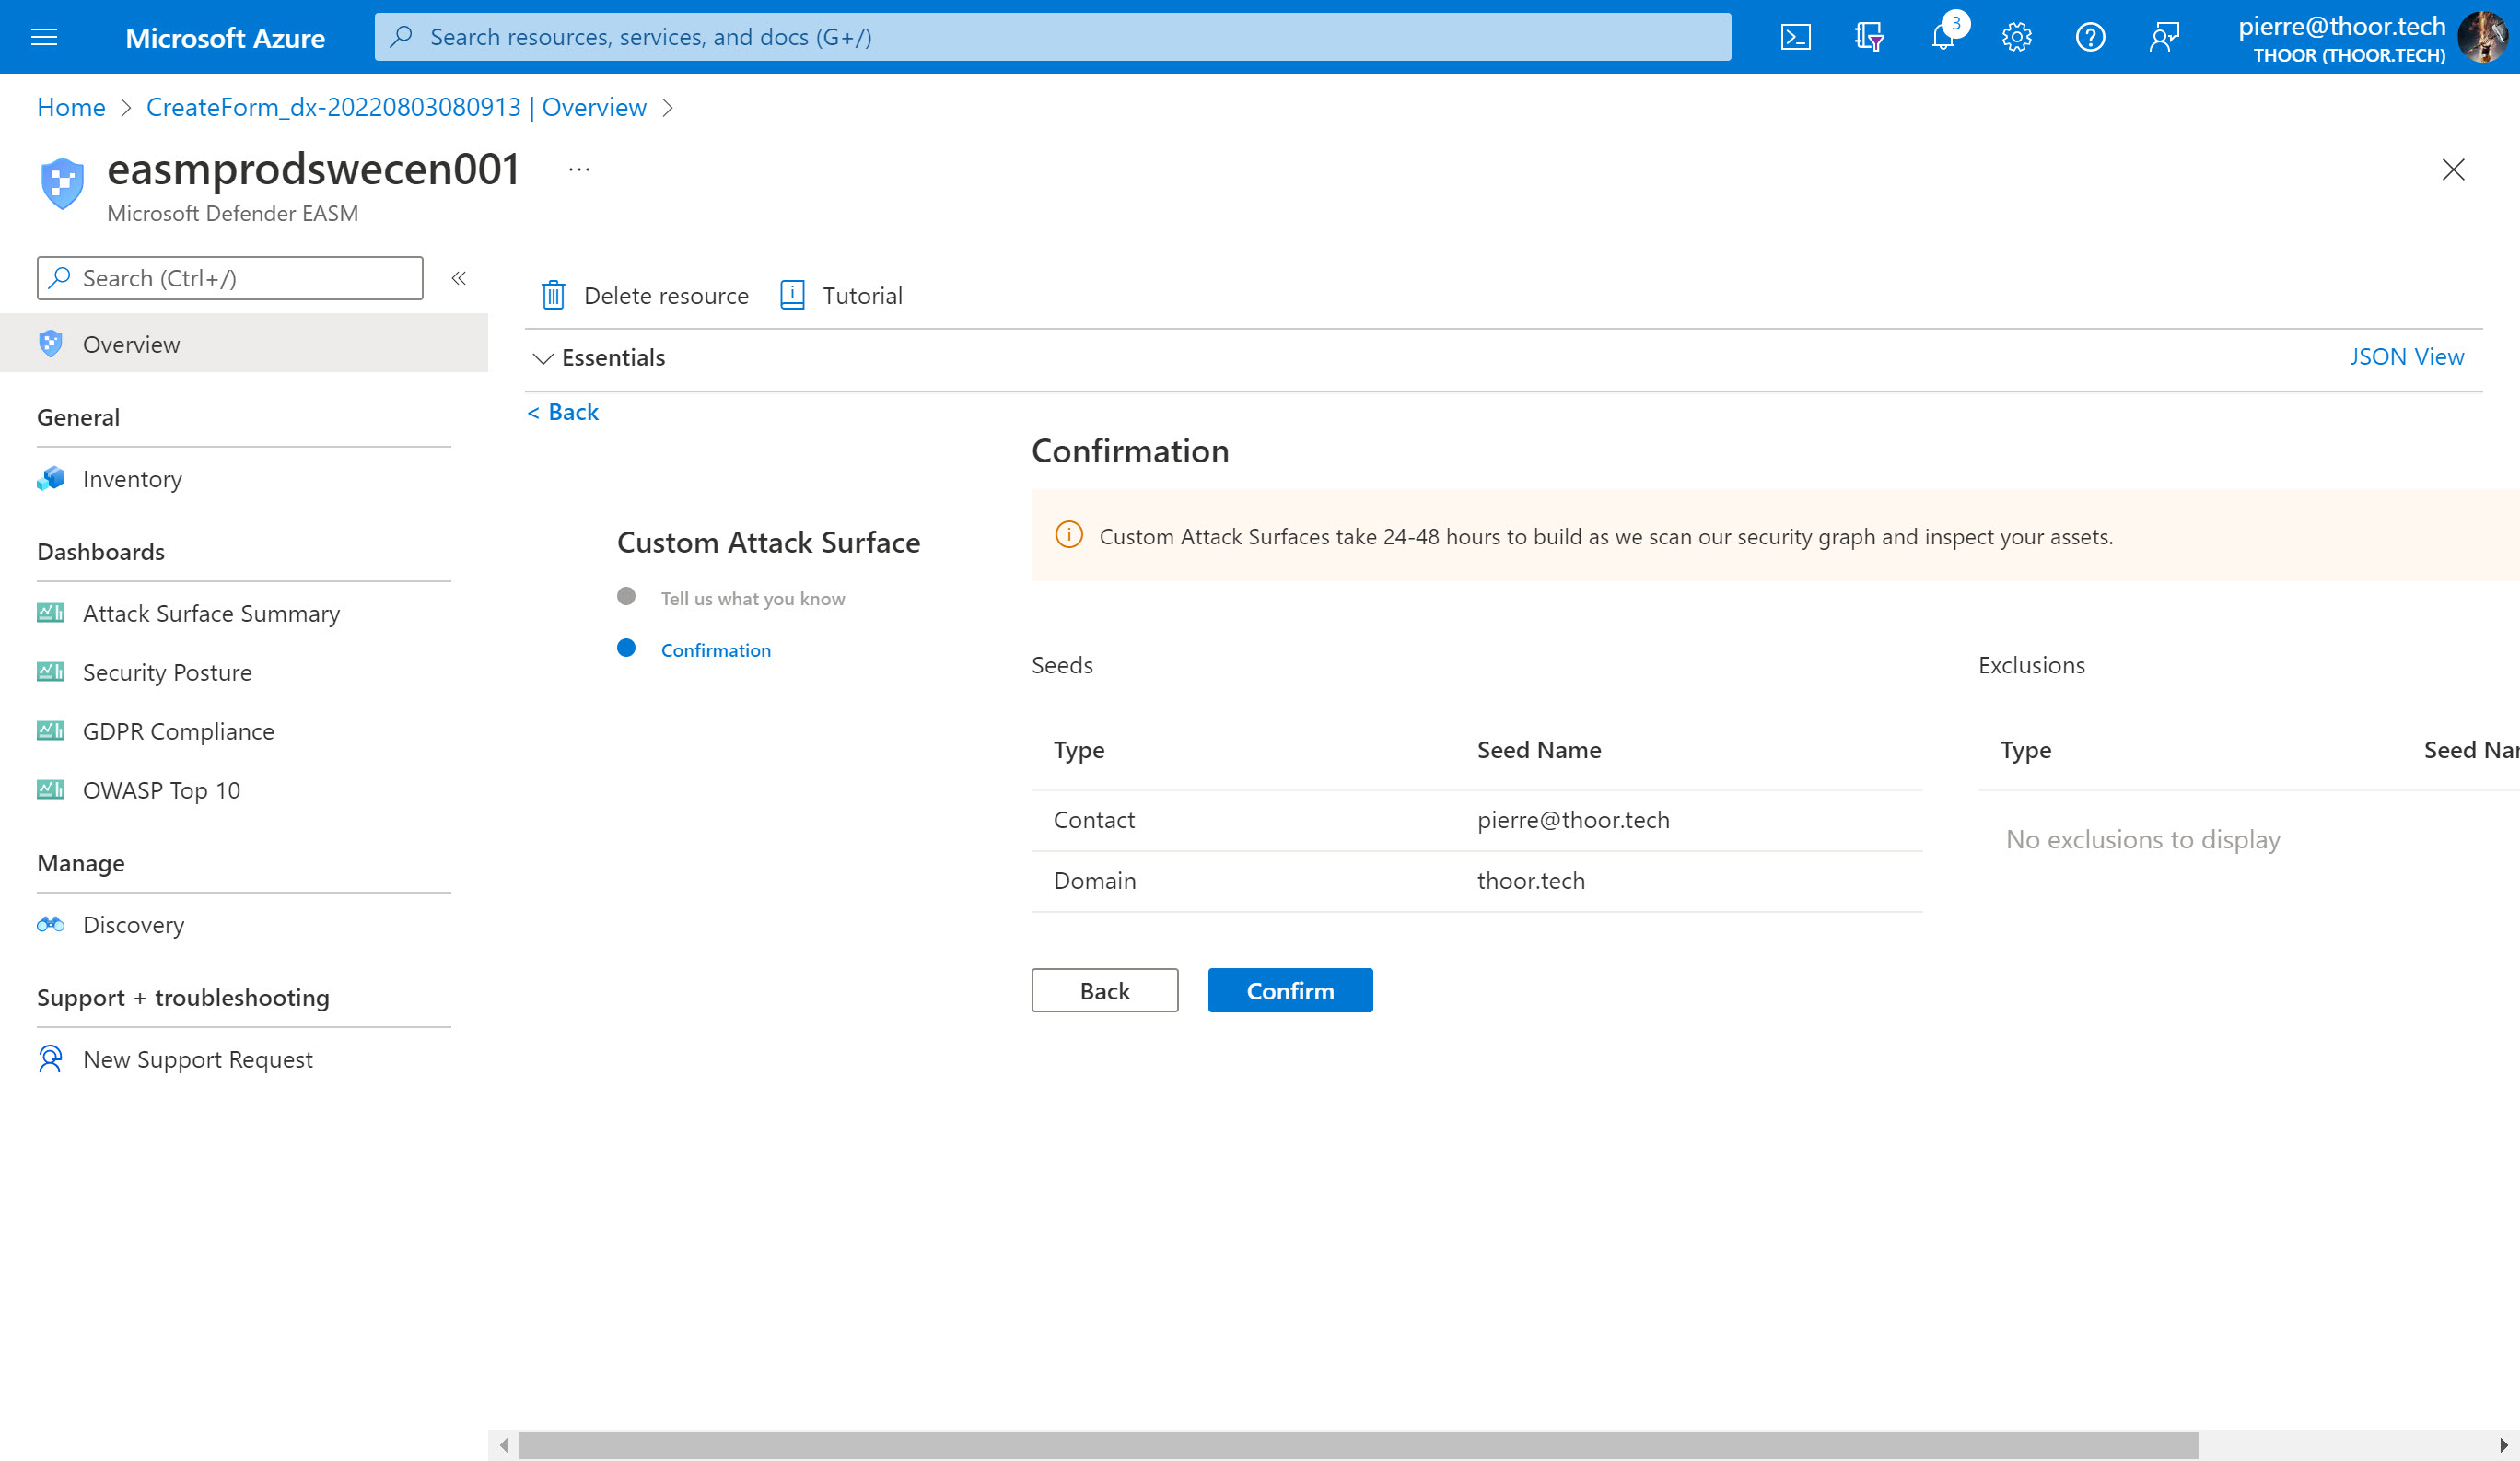 Microsoft Azure
Search resources, services, and docs (G+/)
3
pierre@thoor.tech
THOOR (THOOR.TECH)
Home > CreateForm_dx-20220803080913 | Overview >
easmprodswecen001 ...
Microsoft Defender EASM
Search (Ctrl+/)
«
Overview
General
Inventory
Dashboards
Attack Surface Summary
Security Posture
GDPR Compliance
OWASP Top 10
Manage
Discovery
Support + troubleshooting
New Support Request
Delete resource
Tutorial
Essentials
JSON View
< Back
Custom Attack Surface
Tell us what you know
Confirmation
Confirmation
Custom Attack Surfaces take 24-48 hours to build as we scan our security graph and inspect your assets.
Seeds
Type Seed Name
Contact pierre@thoor.tech
Domain thoor.tech
Exclusions
Type Seed Nar
No exclusions to display
Back
Confirm